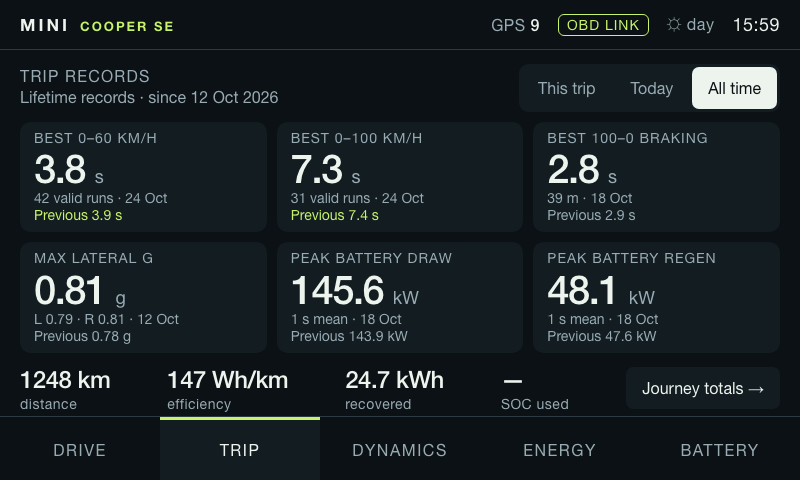 MINI COOPER SE
GPS 9 OBD LINK day 15:59
TRIP RECORDS
Lifetime records · since 12 Oct 2026
This trip Today All time
BEST 0–60 KM/H
3.8 s
42 valid runs · 24 Oct
Previous 3.9 s
BEST 0–100 KM/H
7.3 s
31 valid runs · 24 Oct
Previous 7.4 s
BEST 100–0 BRAKING
2.8 s
39 m · 18 Oct
Previous 2.9 s
MAX LATERAL G
0.81 g
L 0.79 · R 0.81 · 12 Oct
Previous 0.78 g
PEAK BATTERY DRAW
145.6 kW
1 s mean · 18 Oct
Previous 143.9 kW
PEAK BATTERY REGEN
48.1 kW
1 s mean · 18 Oct
Previous 47.6 kW
1248 km
distance
147 Wh/km
efficiency
24.7 kWh
recovered
—
SOC used
Journey totals →
DRIVE TRIP DYNAMICS ENERGY BATTERY